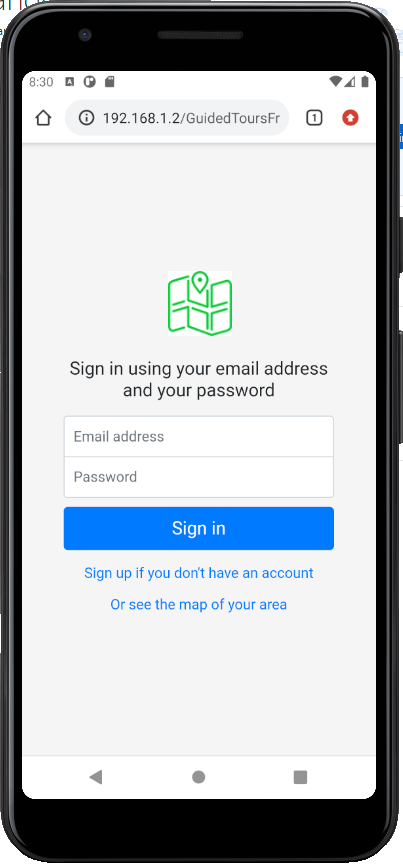 8:30
192.168.1.2/GuidedToursFr
1
Sign in using your email address
and your password
Email address
Password
Sign in
Sign up if you don't have an account
Or see the map of your area